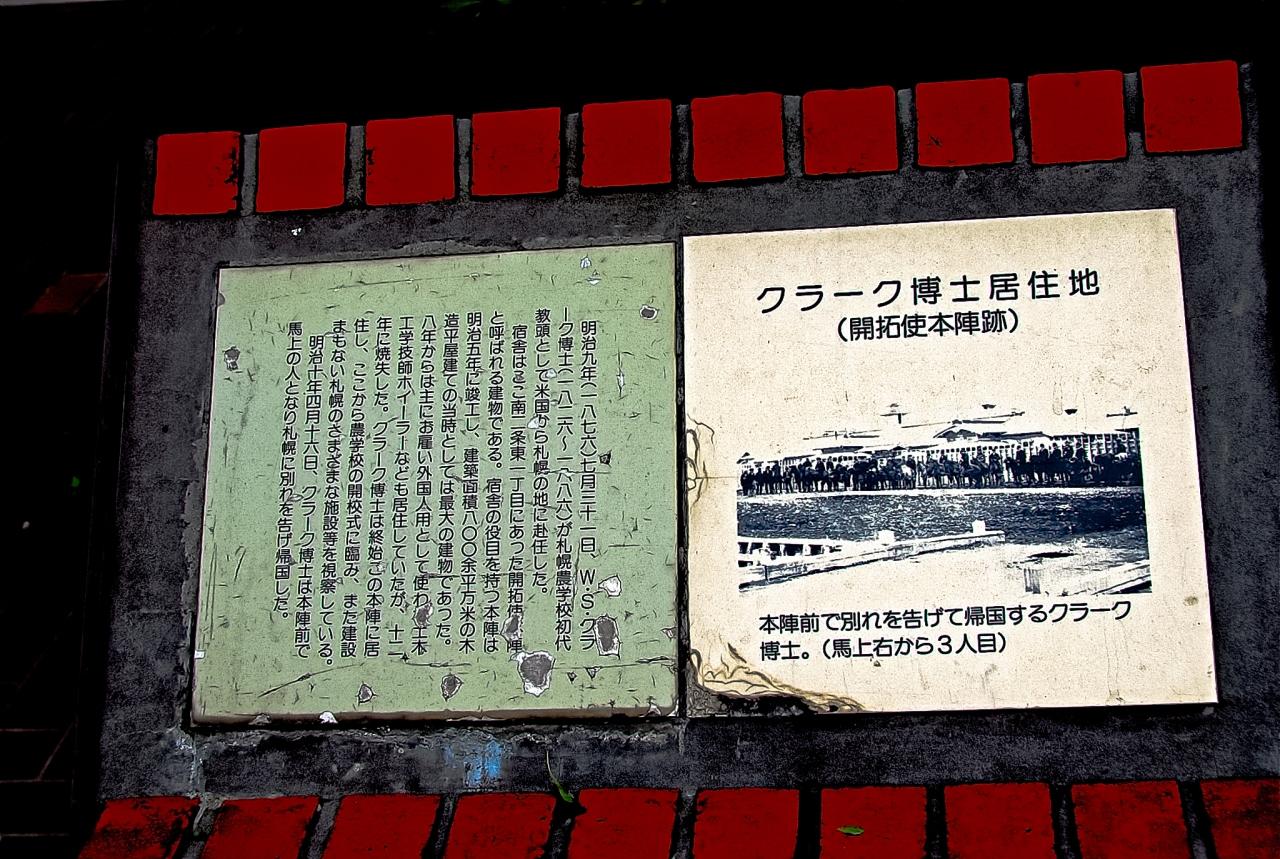 クラーク博士居住地
（開拓使本陣跡）
本陣前で別れを告げて帰国するクラーク
博士。（馬上右から３人目）
明治九年（一八七六）七月三十一日、W・S・クラ
ーク博士（一八二六～一八八六）が札幌農学校初代
教頭として米国から札幌の地に赴任した。
宿舎はここ南二条東一丁目にあった開拓使本陣
と呼ばれる建物である。宿舎の役目を持つ本陣は
明治五年に竣工し、建築面積八〇〇余平方米の木
造平屋建ての当時としては最大の建物であった。
八年からは主にお雇い外国人用として使わ　土木
工学技師ホイーラーなども居住していたが、十二
年に焼失した。クラーク博士は終始この本陣に居
住し、ここから農学校の開校式に臨み、また建設
まもない札幌のさまざまな施設等を視察している。
明治十年四月十六日、クラーク博士は本陣前で
馬上の人となり札幌に別れを告げ帰国した。